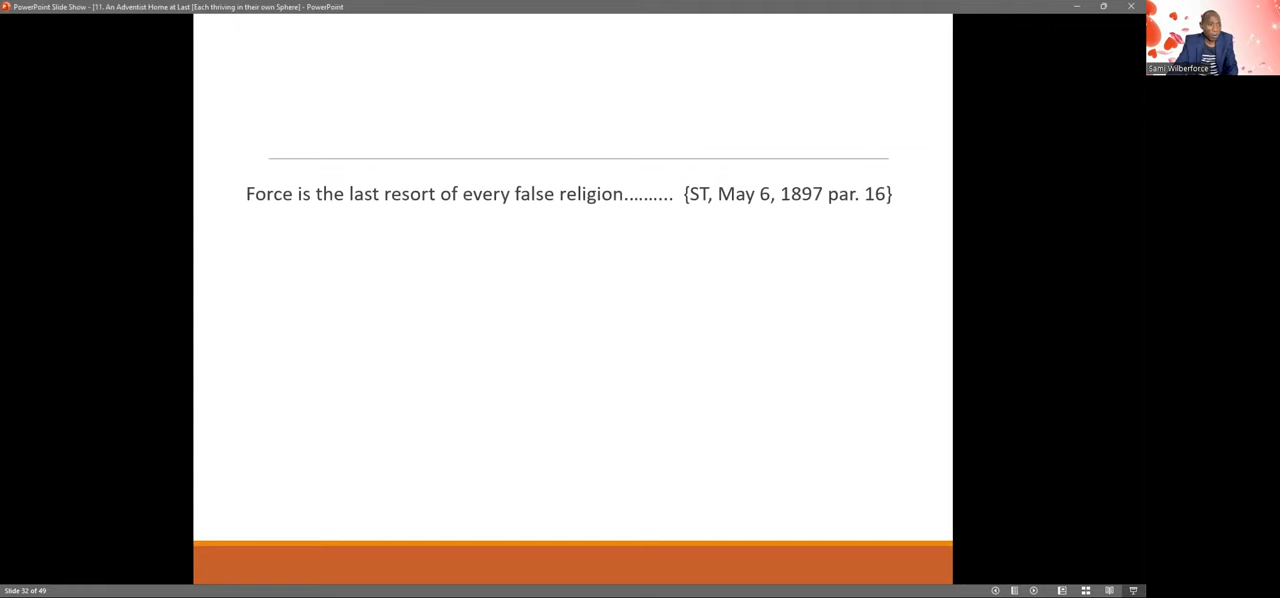 PowerPoint Slide Show - [11. An Adventist Home at Last [Each thriving in their own Sphere] - PowerPoint
Sami Wilberforce
Force is the last resort of every false religion......... {ST, May 6, 1897 par. 16}
Slide 32 of 49